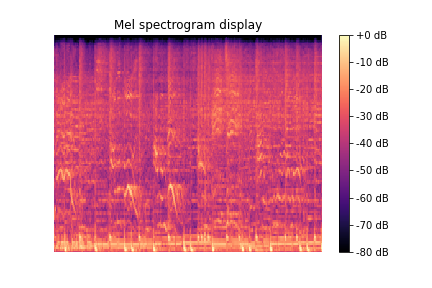 Mel spectrogram display
+0 dB
-10 dB
-20 dB
-30 dB
-40 dB
-50 dB
-60 dB
-70 dB
-80 dB